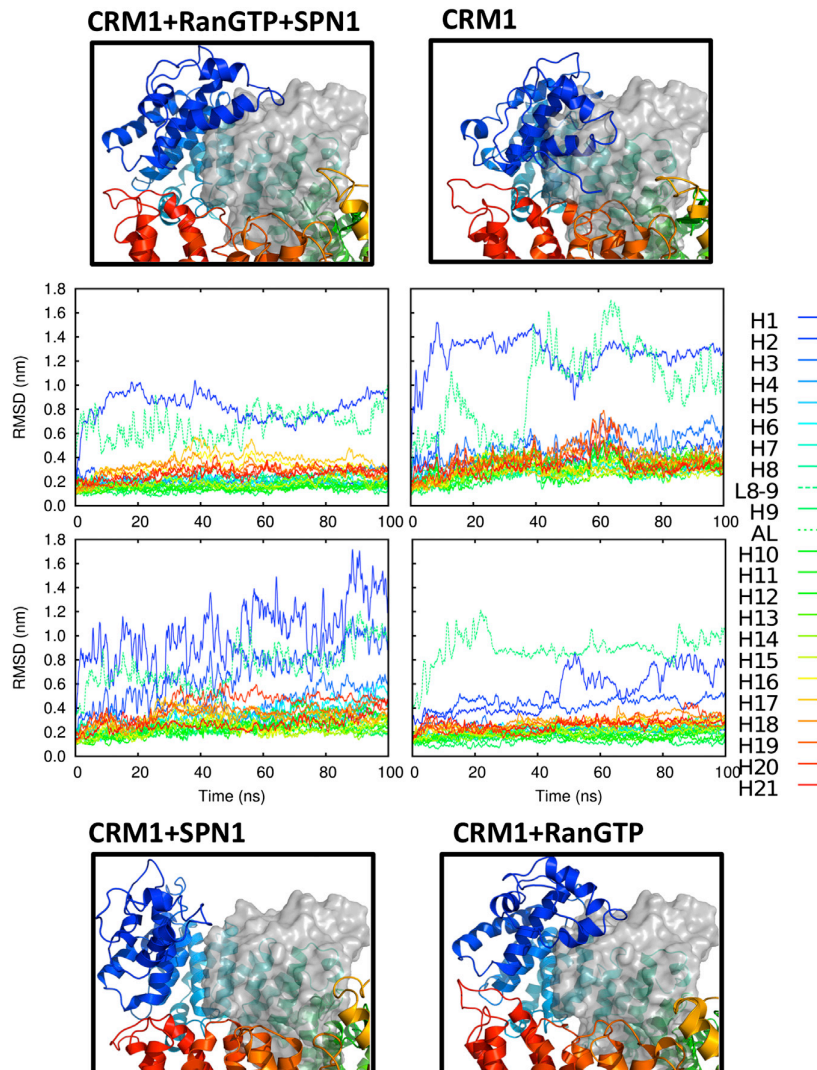 CRM1+RanGTP+SPN1
CRM1
1.8
1.6
1.4
1.2
1.0
0.8
0.6
0.4
0.2
0.0
RMSD (nm)
0 20 40 60 80 100
0 20 40 60 80 100
1.8
1.6
1.4
1.2
1.0
0.8
0.6
0.4
0.2
0.0
RMSD (nm)
0 20 40 60 80 100
0 20 40 60 80 100
Time (ns)
Time (ns)
H1
H2
H3
H4
H5
H6
H7
H8
L8-9
H9
AL
H10
H11
H12
H13
H14
H15
H16
H17
H18
H19
H20
H21
CRM1+SPN1
CRM1+RanGTP